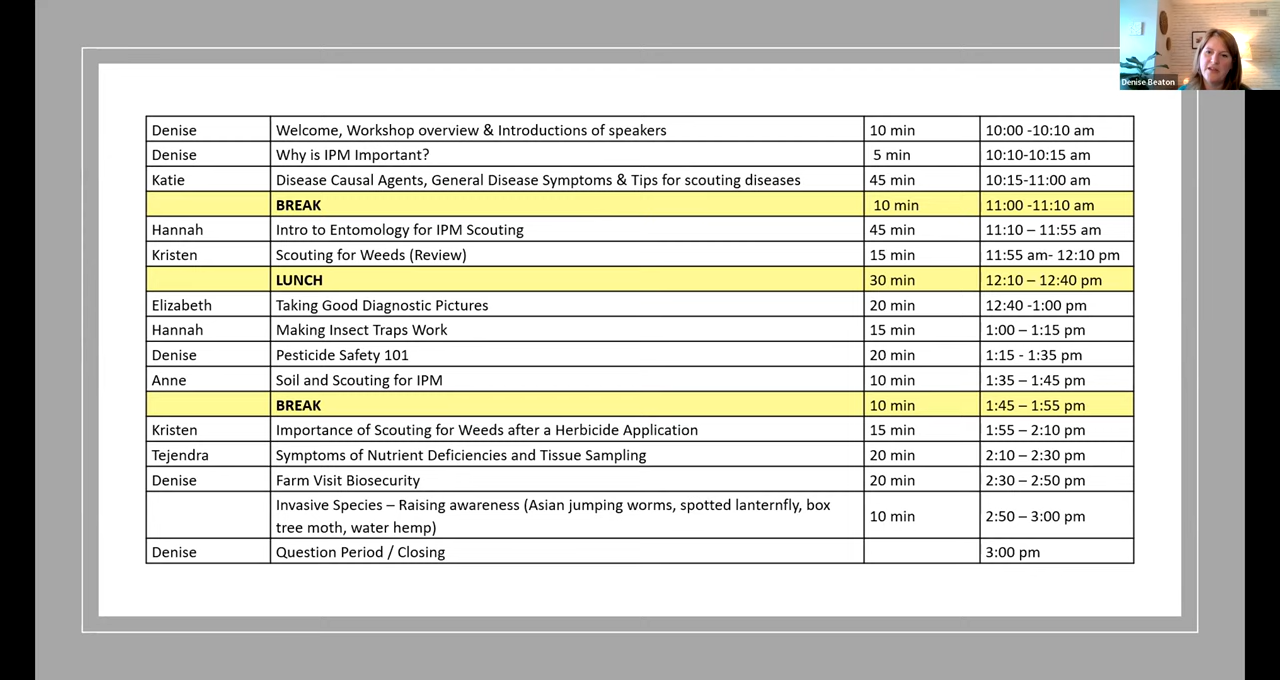 Denise Beaton
Denise Welcome, Workshop overview & Introductions of speakers 10 min 10:00 -10:10 am
Denise Why is IPM Important? 5 min 10:10-10:15 am
Katie Disease Causal Agents, General Disease Symptoms & Tips for scouting diseases 45 min 10:15-11:00 am
BREAK 10 min 11:00 -11:10 am
Hannah Intro to Entomology for IPM Scouting 45 min 11:10 – 11:55 am
Kristen Scouting for Weeds (Review) 15 min 11:55 am- 12:10 pm
LUNCH 30 min 12:10 – 12:40 pm
Elizabeth Taking Good Diagnostic Pictures 20 min 12:40 -1:00 pm
Hannah Making Insect Traps Work 15 min 1:00 – 1:15 pm
Denise Pesticide Safety 101 20 min 1:15 - 1:35 pm
Anne Soil and Scouting for IPM 10 min 1:35 – 1:45 pm
BREAK 10 min 1:45 – 1:55 pm
Kristen Importance of Scouting for Weeds after a Herbicide Application 15 min 1:55 – 2:10 pm
Tejendra Symptoms of Nutrient Deficiencies and Tissue Sampling 20 min 2:10 – 2:30 pm
Denise Farm Visit Biosecurity 20 min 2:30 – 2:50 pm
Invasive Species – Raising awareness (Asian jumping worms, spotted lanternfly, box
tree moth, water hemp) 10 min 2:50 – 3:00 pm
Denise Question Period / Closing 3:00 pm